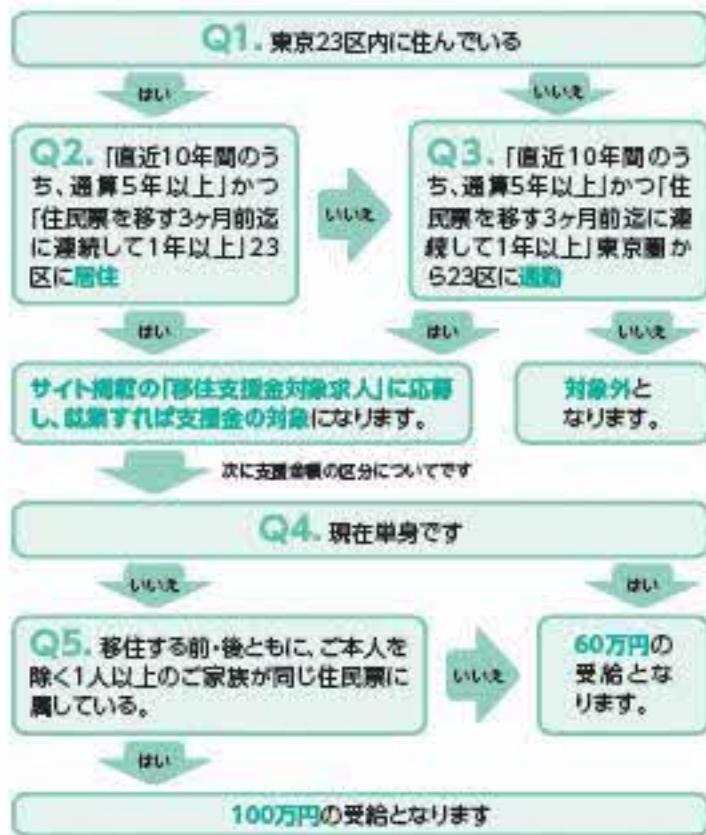 Q1.東京23区内に住んでいる
はい
いいえ
Q2.「直近10年間のう
ち、通算5年以上」かつ
「住民票を移す3ヶ月前迄
に連続して1年以上」23
区に居住
いいえ
Q3.「直近10年間のう
ち、通算5年以上」かつ「住
民票を移す3ヶ月前迄に連
続して1年以上」東京圏か
ら23区に通勤
はい
はい
いいえ
サイト掲載の「移住支援金対象求人」に応募
し、就業すれば支援金の対象になります。
対象外と
なります。
次に支援金額の区分についてです
Q4.現在単身です
いいえ
はい
Q5.移住する前・後ともに、ご本人を
除く1人以上のご家族が同じ住民票に
属している。
いいえ
60万円の
受給とな
ります。
はい
100万円の受給となります